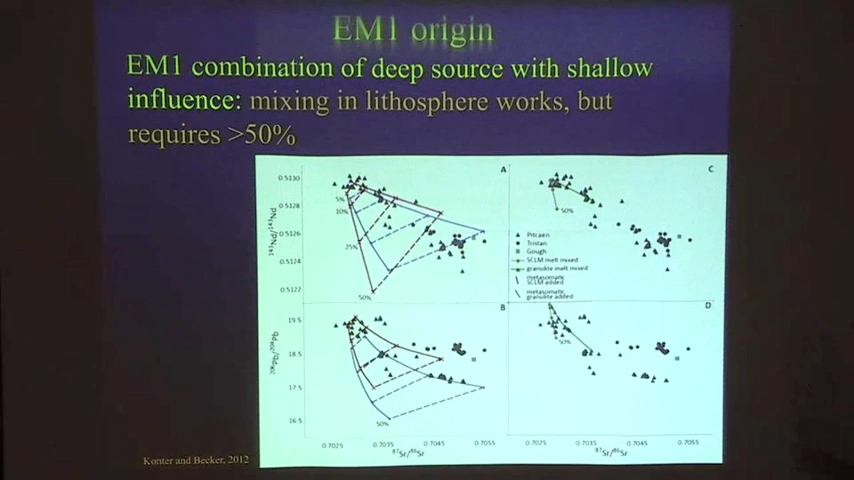 EM1 origin
EM1 combination of deep source with shallow
influence: mixing in lithosphere works, but
requires >50%
A
C
0.5130
0.5128
0.5126
0.5124
0.5122
143Nd/143Nd
5%
10%
25%
50%
50%
Pitcairn
Tristan
Gough
SCLM melt mixed
granulite melt mixed
metasomatic
SCLM added
metasomatic
granulite added
B
D
19.5
18.5
17.5
16.5
206Pb/204Pb
50%
50%
0.7025
0.7035
0.7045
0.7055
0.7025
0.7035
0.7045
0.7055
87Sr/86Sr
87Sr/86Sr
Konter and Becker, 2012